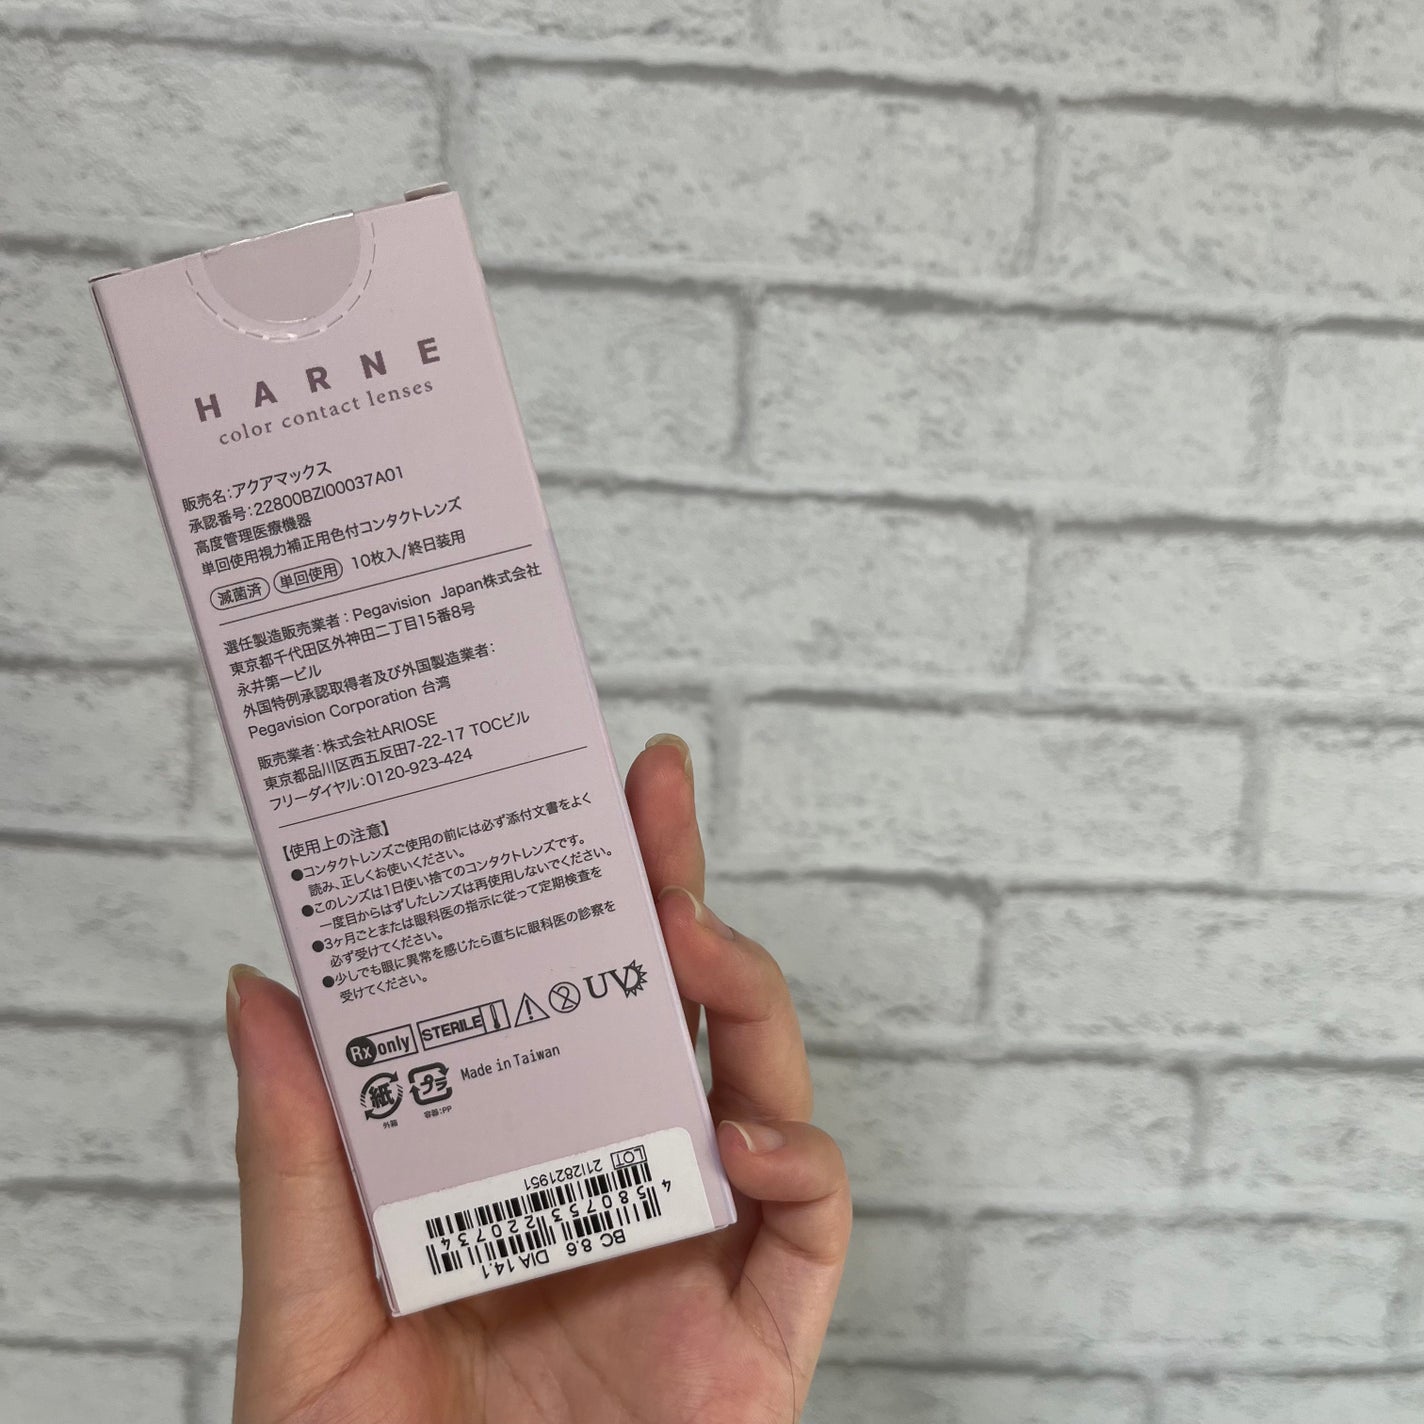 HARNE
color contact lenses
販売名：アクアマックス
承認番号：22800BZI00037A01
高度管理医療機器
単回使用視力補正用色付コンタクトレンズ
滅菌済 単回使用 10枚入/終日装用
選任製造販売業者：Pegavision Japan株式会社
東京都千代田区外神田二丁目15番8号
永井第一ビル
外国特例承認取得者及び外国製造業者：
Pegavision Corporation 台湾
販売業者：株式会社ARIOSE
東京都品川区西五反田7-22-17 TOCビル
フリーダイヤル：0120-923-424
【使用上の注意】
●コンタクトレンズご使用の前には必ず添付文書をよく
読み、正しくお使いください。
●このレンズは1日使い捨てのコンタクトレンズです。
一度目からはずしたレンズは再使用しないでください。
●3ヶ月ごとまたは眼科医の指示に従って定期検査を
必ず受けてください。
●少しでも眼に異常を感じたら直ちに眼科医の診察を
受けてください。
Rx only STERILE 2 UV
紙 プラ Made in Taiwan
外箱 容器：PP
LOT 21I2821951
4 580753 220734
BC 8.6 DIA 14.1